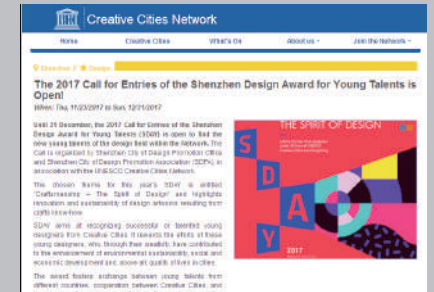 Creative Cities Network
Home Creative Cities What's On About us Join the Network
Shenzhen Design
The 2017 Call for Entries of the Shenzhen Design Award for Young Talents is
Open!
When: Thu, 11/23/2017 to Sun, 12/31/2017
Until 31 December, the 2017 Call for Entries of the Shenzhen
Design Award for Young Talents (SDAY) is open to find the
new young talents of the design field within the Network. The
Call is organized by Shenzhen City of Design Promotion Office
and Shenzhen City of Design Promotion Association (SDPA), in
association with the UNESCO Creative Cities Network.
The chosen theme for this year's SDAY is entitled
"Craftsmanship – The Spirit of Design" and highlights
innovation and sustainability of design artworks resulting from
crafts know-how.
SDAY aims at recognizing successful or talented young
designers from Creative Cities. It rewards the efforts of these
young designers, who, through their creativity, have contributed
to the enhancement of environmental sustainability, social and
economic development and, above all, quality of lives in cities.
The award fosters exchange between young talents from
different countries, cooperation between Creative Cities, and
THE SPIRIT OF DESIGN
S
D
A
Y
2017